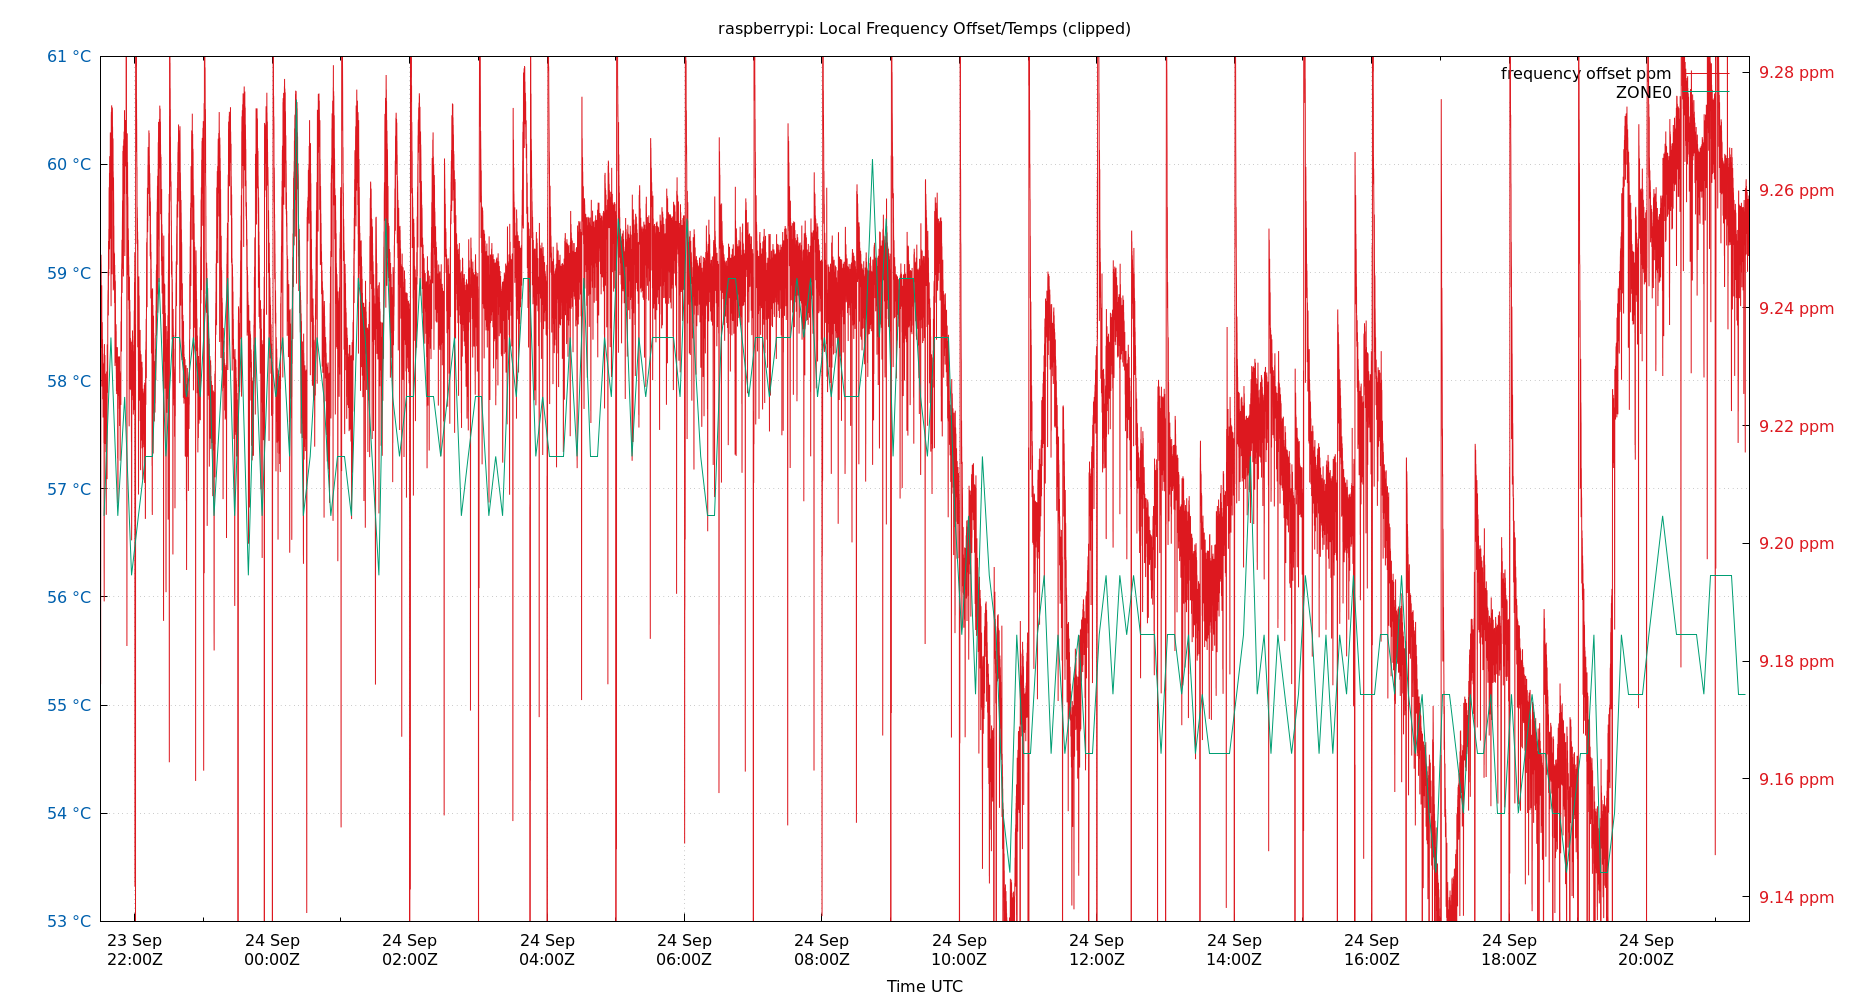 raspberrypi: Local Frequency Offset/Temps (clipped)
61 °C
60 °C
59 °C
58 °C
57 °C
56 °C
55 °C
54 °C
53 °C
frequency offset ppm
ZONE0
9.28 ppm
9.26 ppm
9.24 ppm
9.22 ppm
9.20 ppm
9.18 ppm
9.16 ppm
9.14 ppm
23 Sep
22:00Z
24 Sep
00:00Z
24 Sep
02:00Z
24 Sep
04:00Z
24 Sep
06:00Z
24 Sep
08:00Z
24 Sep
10:00Z
24 Sep
12:00Z
24 Sep
14:00Z
24 Sep
16:00Z
24 Sep
18:00Z
24 Sep
20:00Z
Time UTC